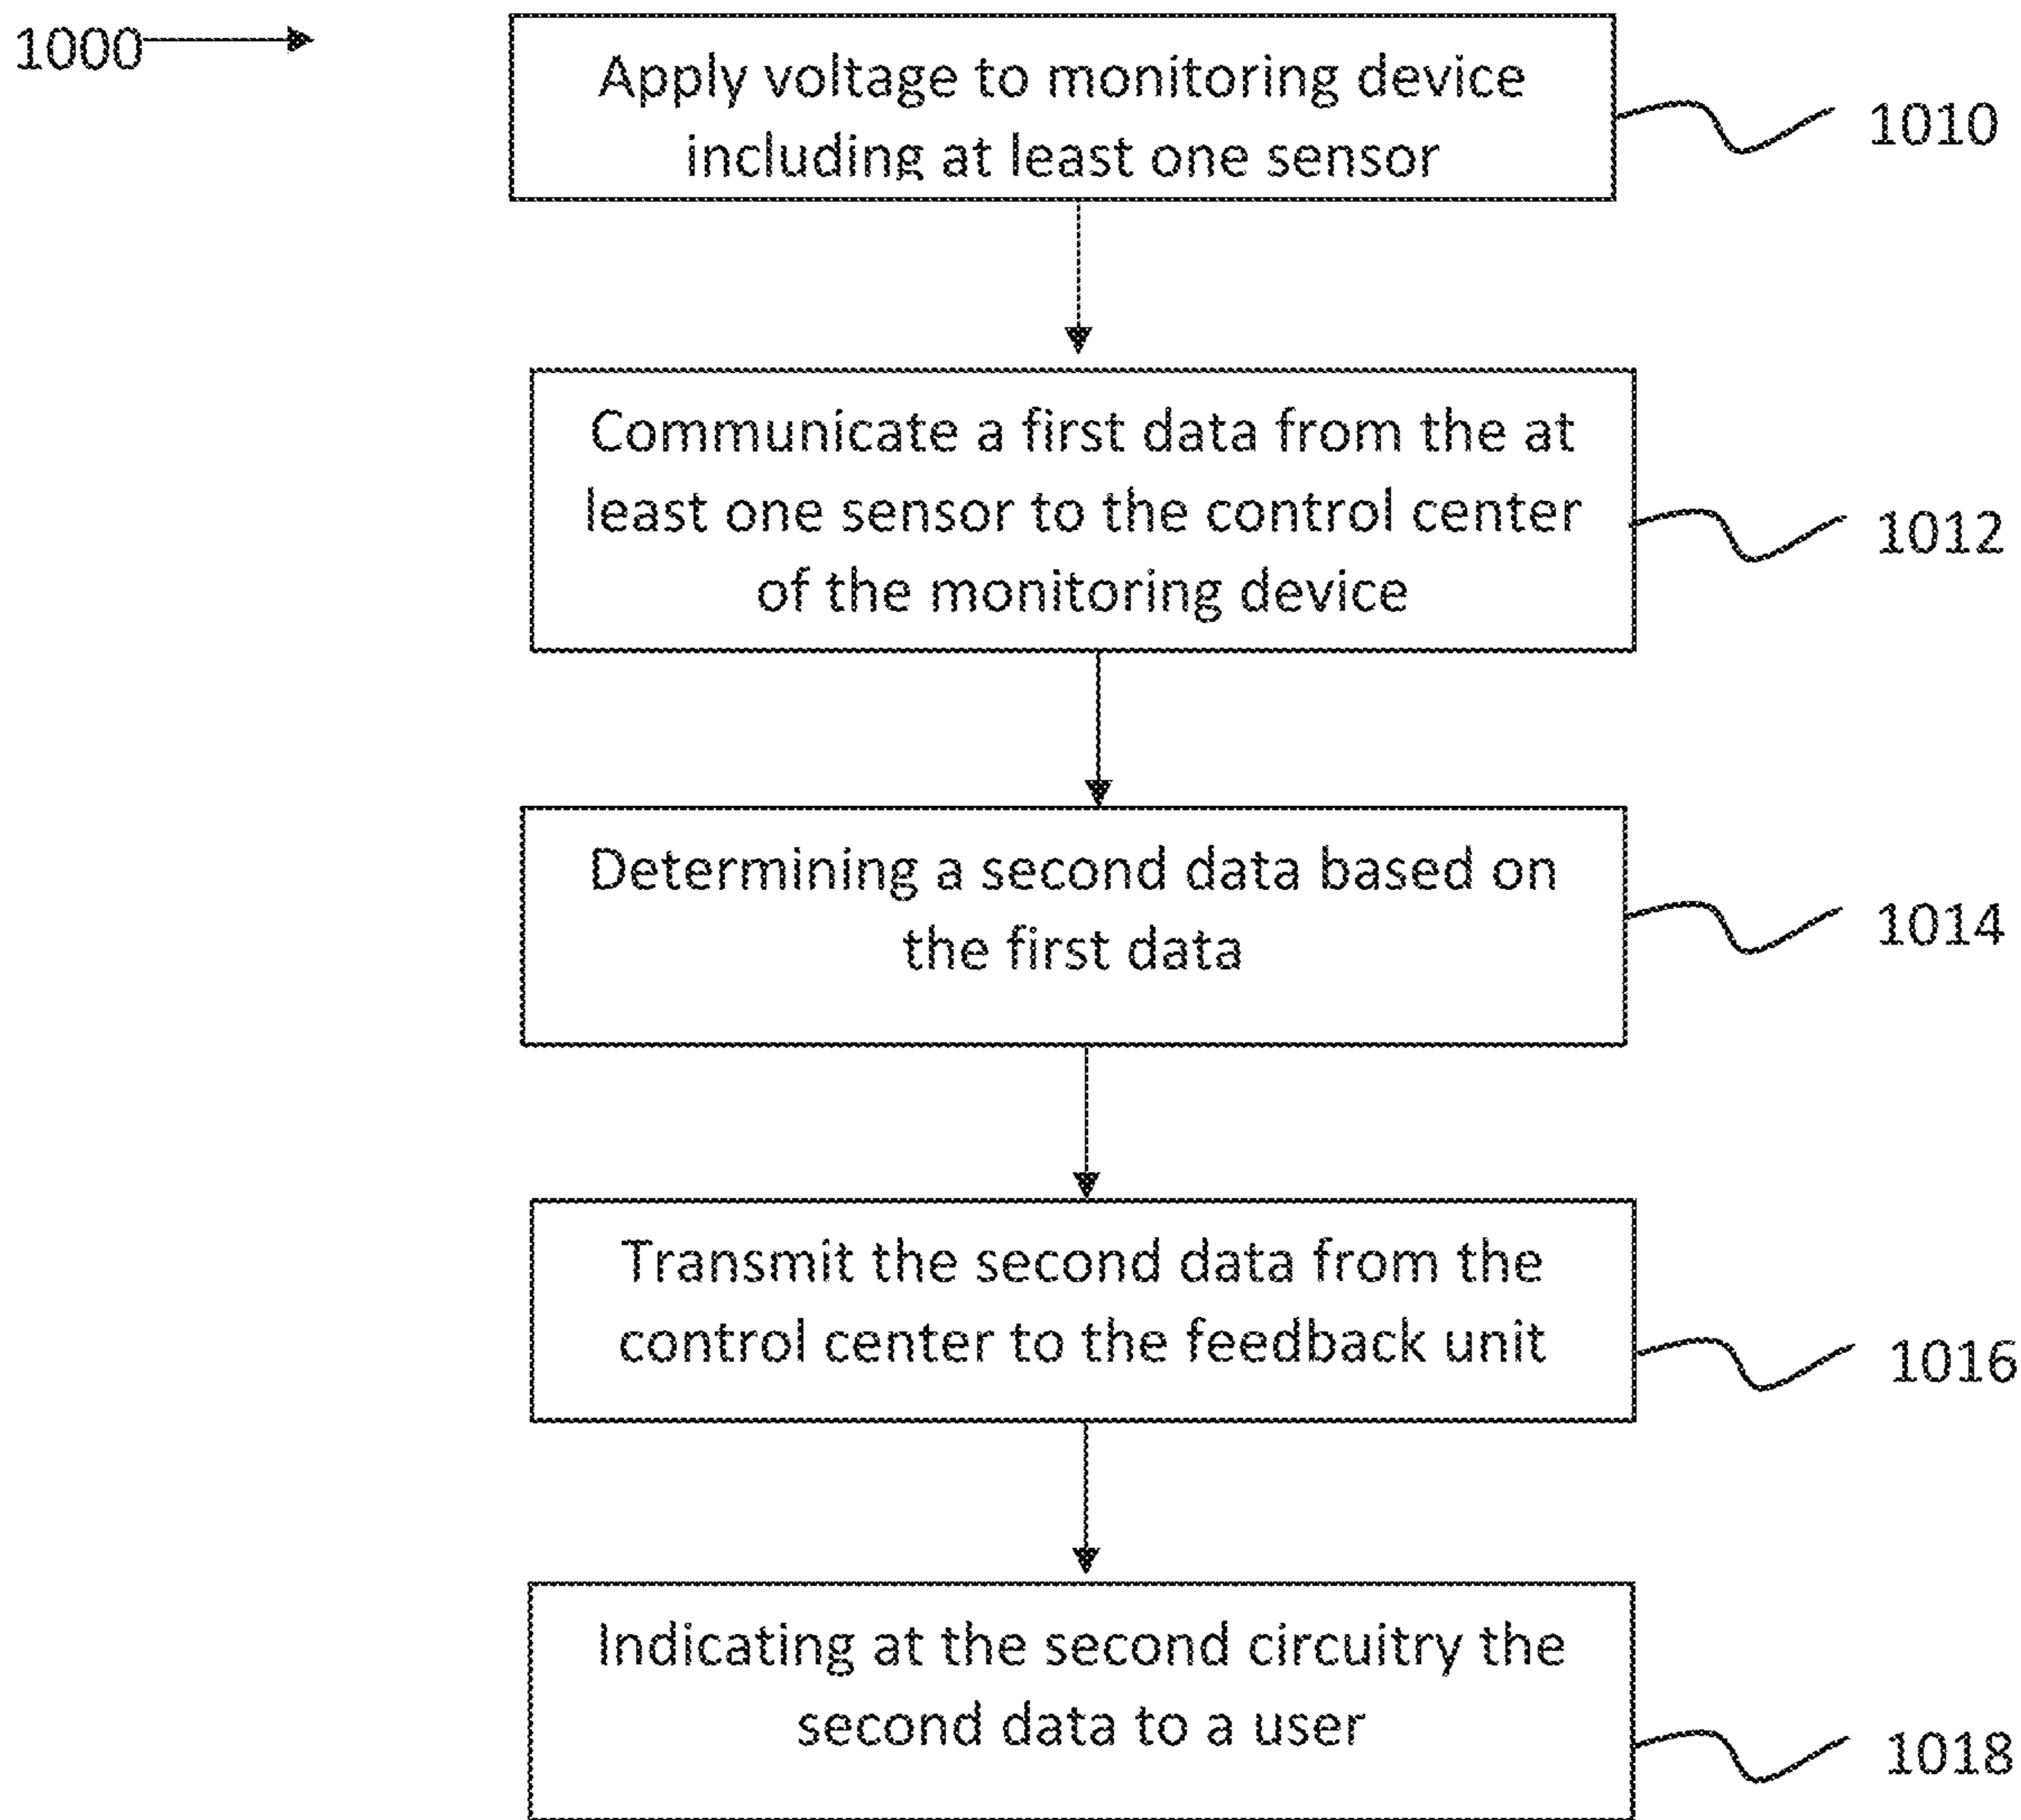 1000
Apply voltage to monitoring device
including at least one sensor
1010
Communicate a first data from the at
least one sensor to the control center
of the monitoring device
1012
Determining a second data based on
the first data
1014
Transmit the second data from the
control center to the feedback unit
1016
Indicating at the second circuitry the
second data to a user
1018